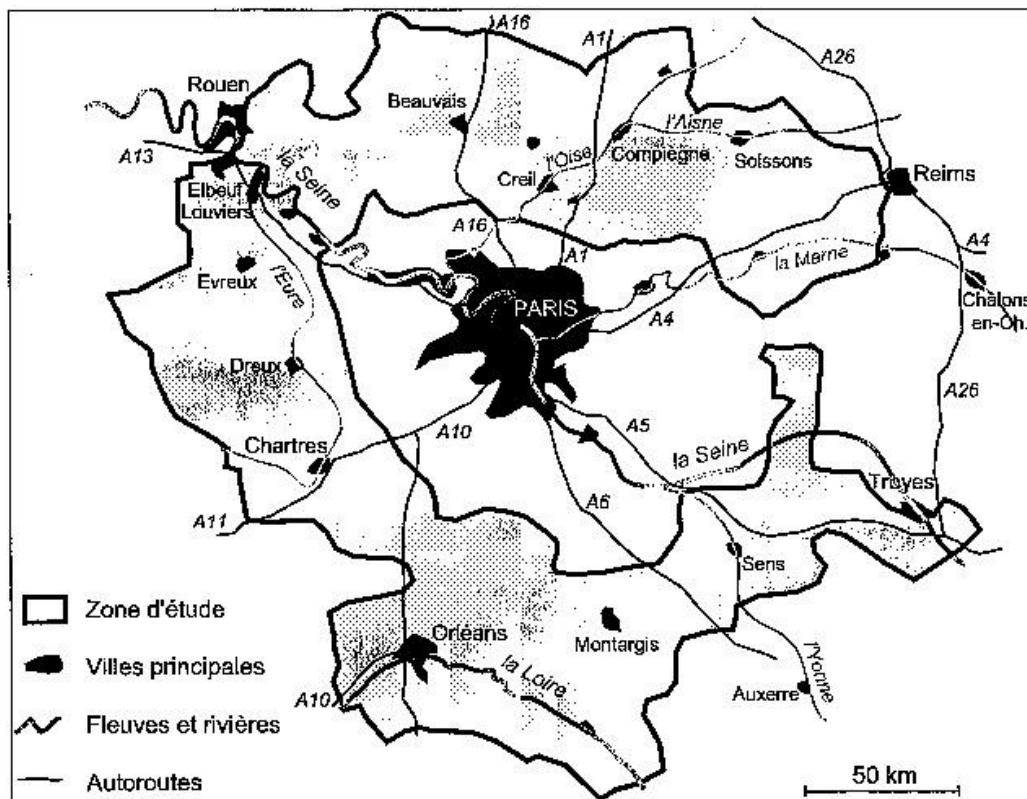 A16
A1
A26
Rouen
Beauvais
l'Aisne
A13
la Seine
l'Oise
Compiègne
Soissons
Creil
Reims
Elbeuf
Louviers
A16
A1
A4
la Marne
Evreux
l'Eure
PARIS
A4
Châlons
en-Ch.
Dreux
A26
A10
A5
Chartres
la Seine
Troyes
A6
A11
Sens
Zone d'étude
Orléans
Montargis
Villes principales
la Loire
l'Yonne
A10
Auxerre
Fleuves et rivières
Autoroutes
50 km